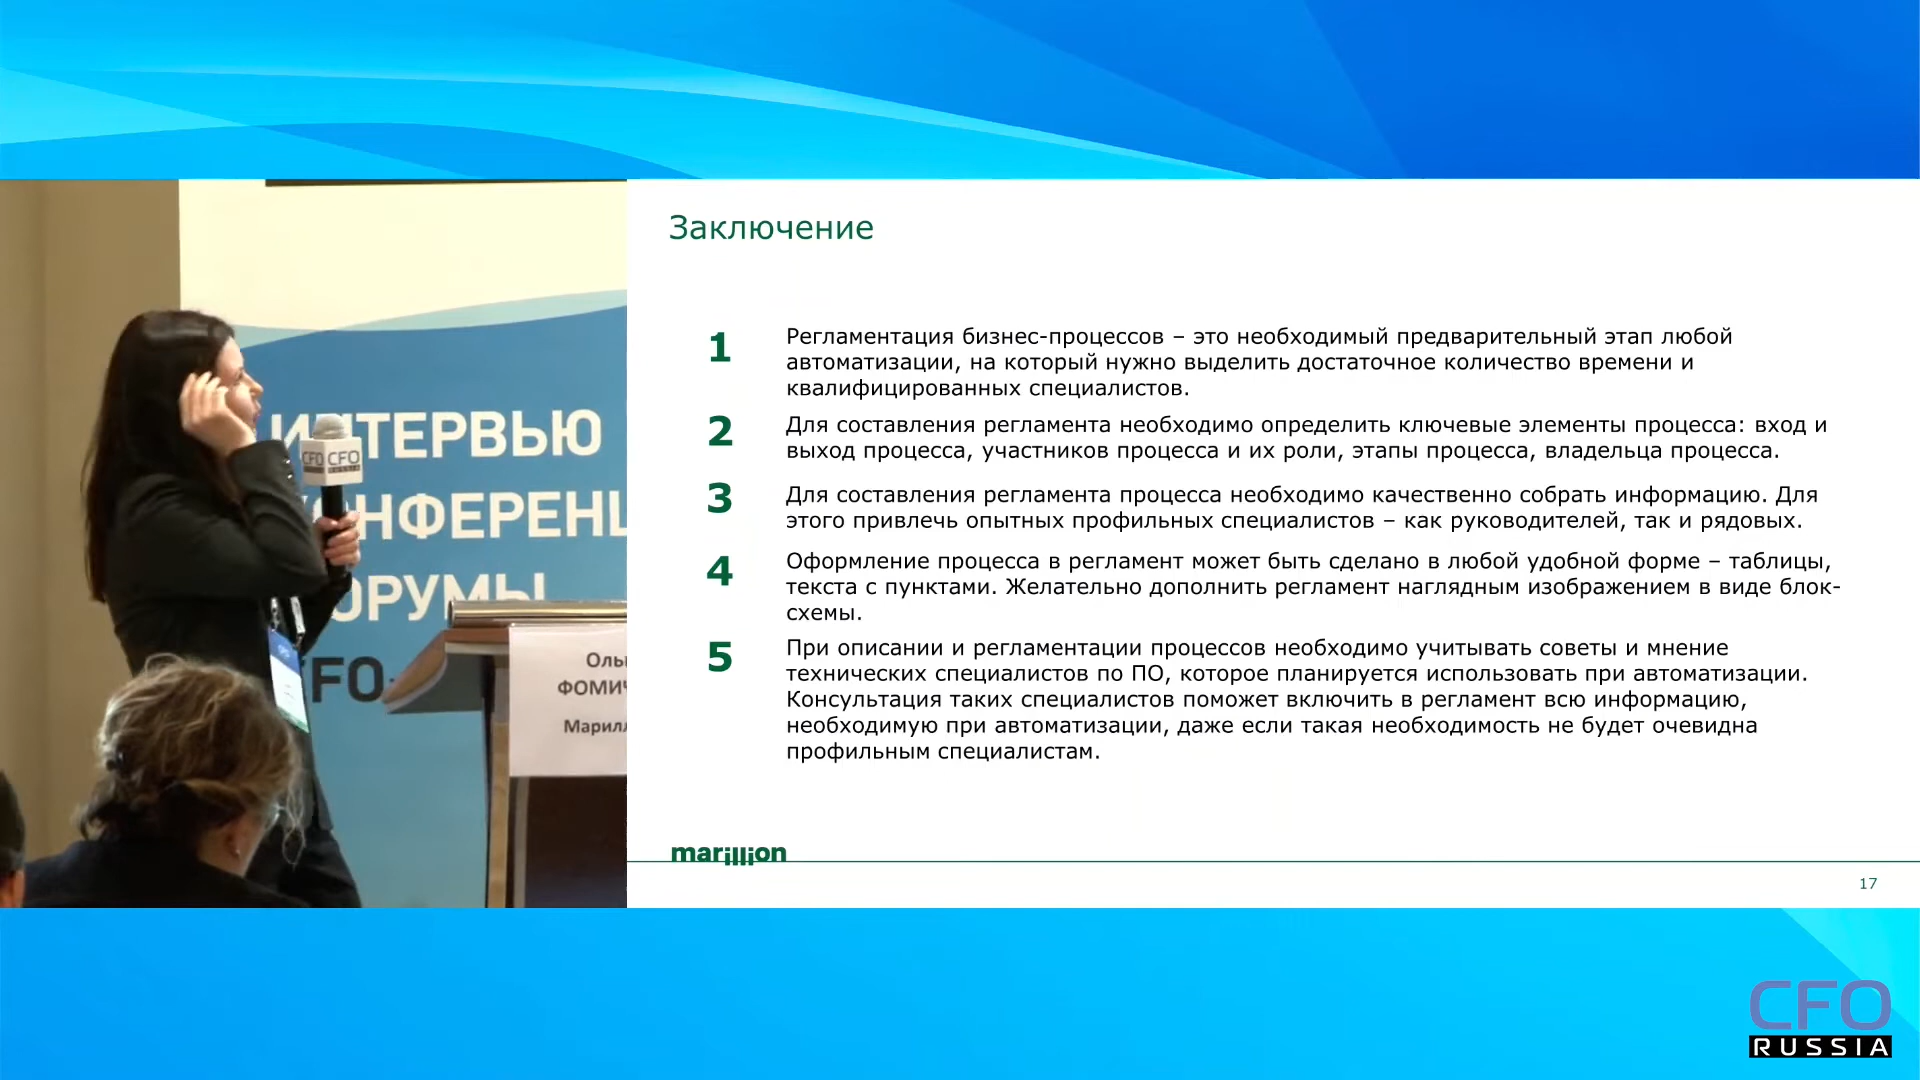 Заключение
1
Регламентация бизнес-процессов – это необходимый предварительный этап любой
автоматизации, на который нужно выделить достаточное количество времени и
квалифицированных специалистов.
2
Для составления регламента необходимо определить ключевые элементы процесса: вход и
выход процесса, участников процесса и их роли, этапы процесса, владельца процесса.
3
Для составления регламента процесса необходимо качественно собрать информацию. Для
этого привлечь опытных профильных специалистов – как руководителей, так и рядовых.
4
Оформление процесса в регламент может быть сделано в любой удобной форме – таблицы,
текста с пунктами. Желательно дополнить регламент наглядным изображением в виде блок-
схемы.
5
При описании и регламентации процессов необходимо учитывать советы и мнение
технических специалистов по ПО, которое планируется использовать при автоматизации.
Консультация таких специалистов поможет включить в регламент всю информацию,
необходимую при автоматизации, даже если такая необходимость не будет очевидна
профильным специалистам.
marillion
17
ИНТЕРВЬЮ
CFO CFO
RUSSIA
CFO
RUSSIA